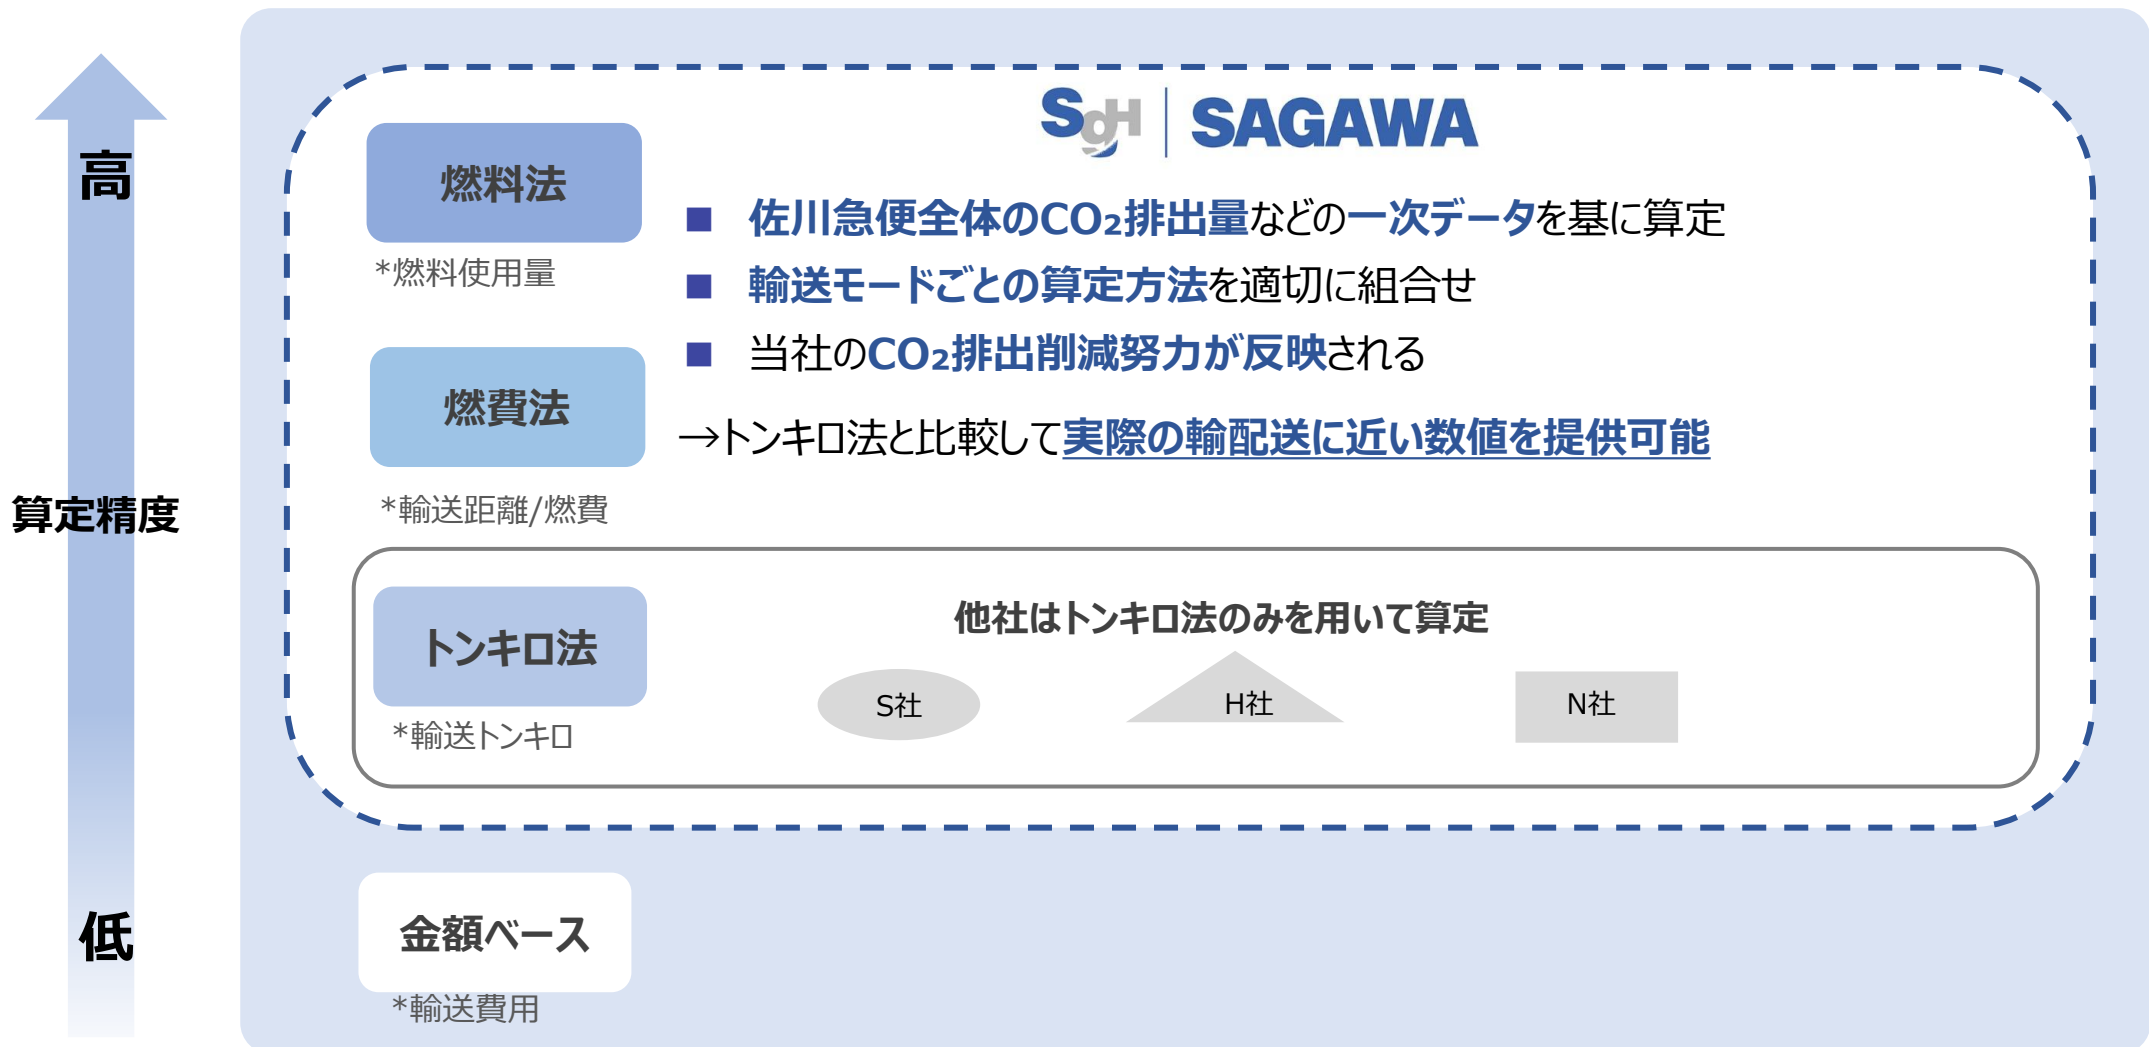 高
算定精度
低
SgH SAGAWA
燃料法
*燃料使用量
■ 佐川急便全体のCO₂排出量などの一次データを基に算定
■ 輸送モードごとの算定方法を適切に組合せ
■ 当社のCO₂排出削減努力が反映される
燃費法
→トンキロ法と比較して実際の輸配送に近い数値を提供可能
*輸送距離/燃費
他社はトンキロ法のみを用いて算定
トンキロ法
S社
H社
N社
*輸送トンキロ
金額ベース
*輸送費用